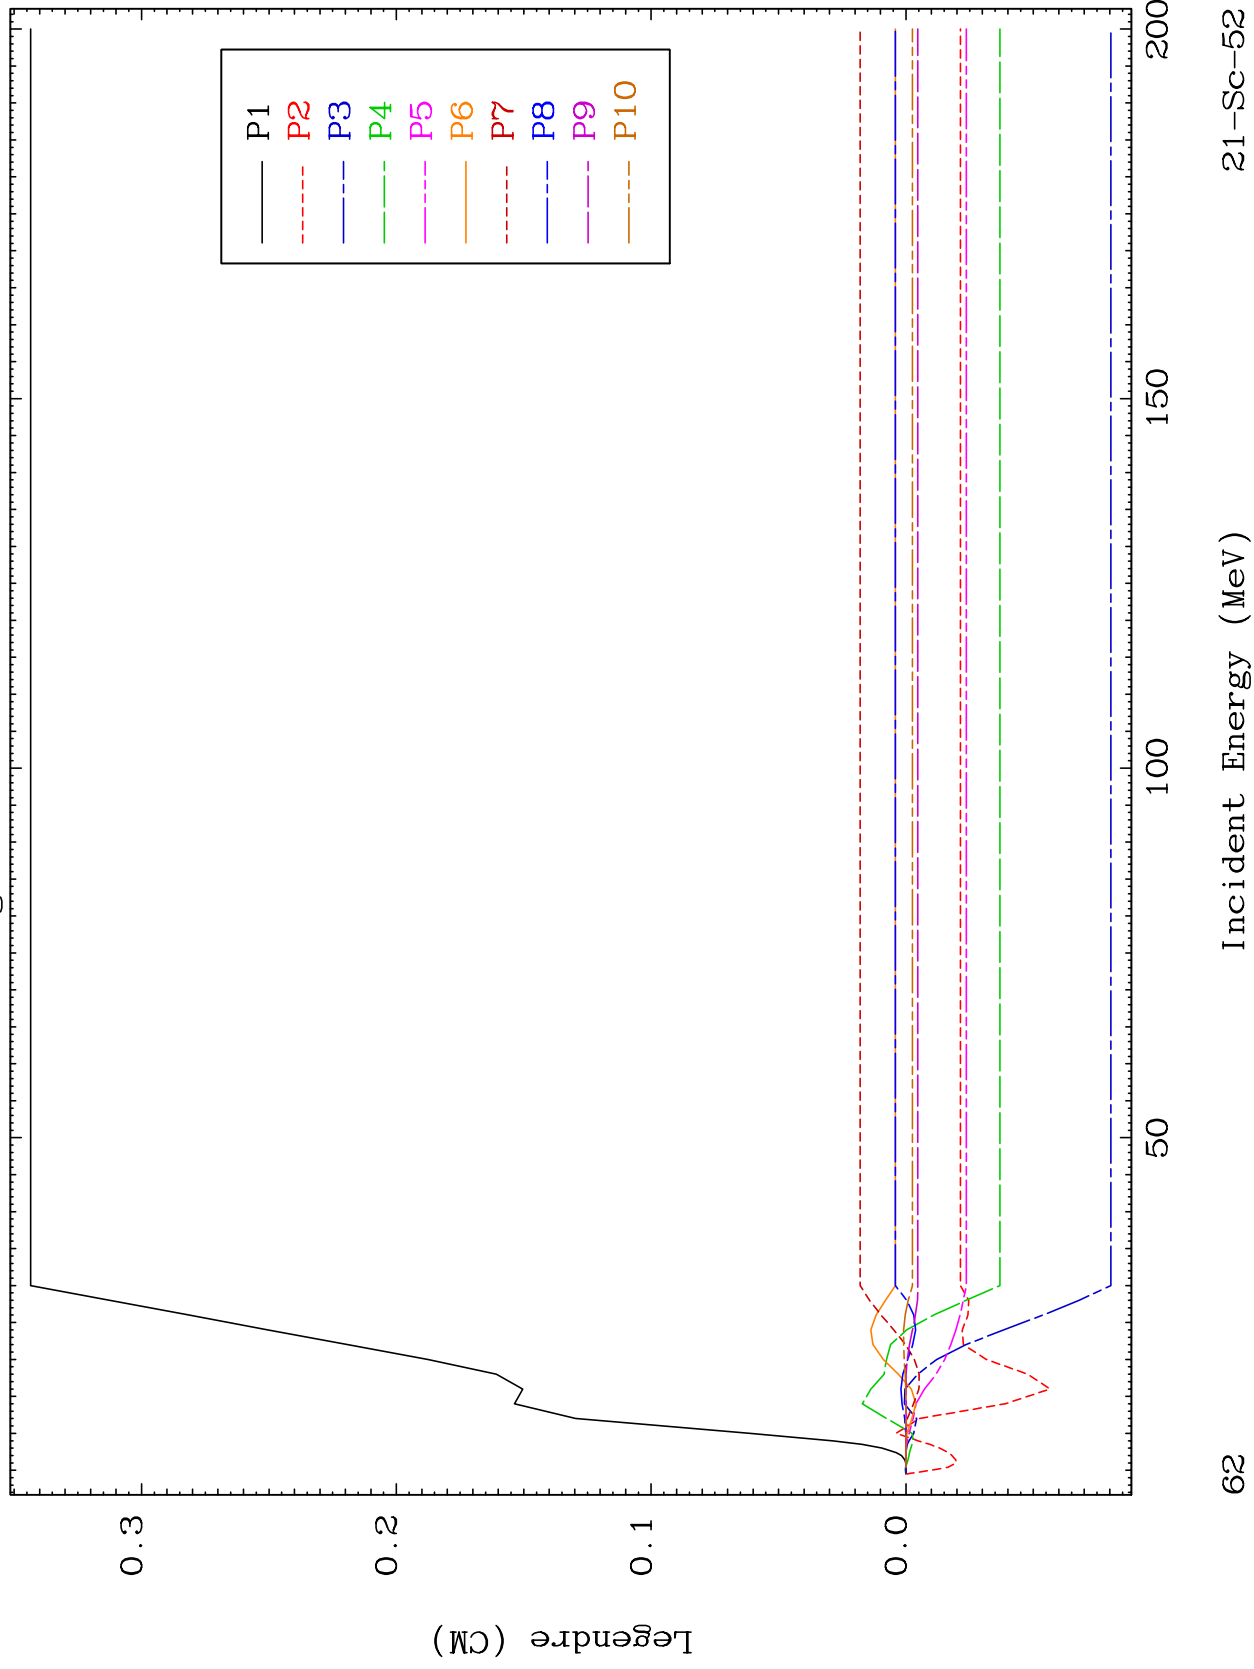 P1
P2
P3
P4
P5
P6
P7
P8
P9
P10
0.3
0.2
0.1
0.0
Legendre (CM)
50
100
150
200
Incident Energy (MeV)
62
21-Sc-52